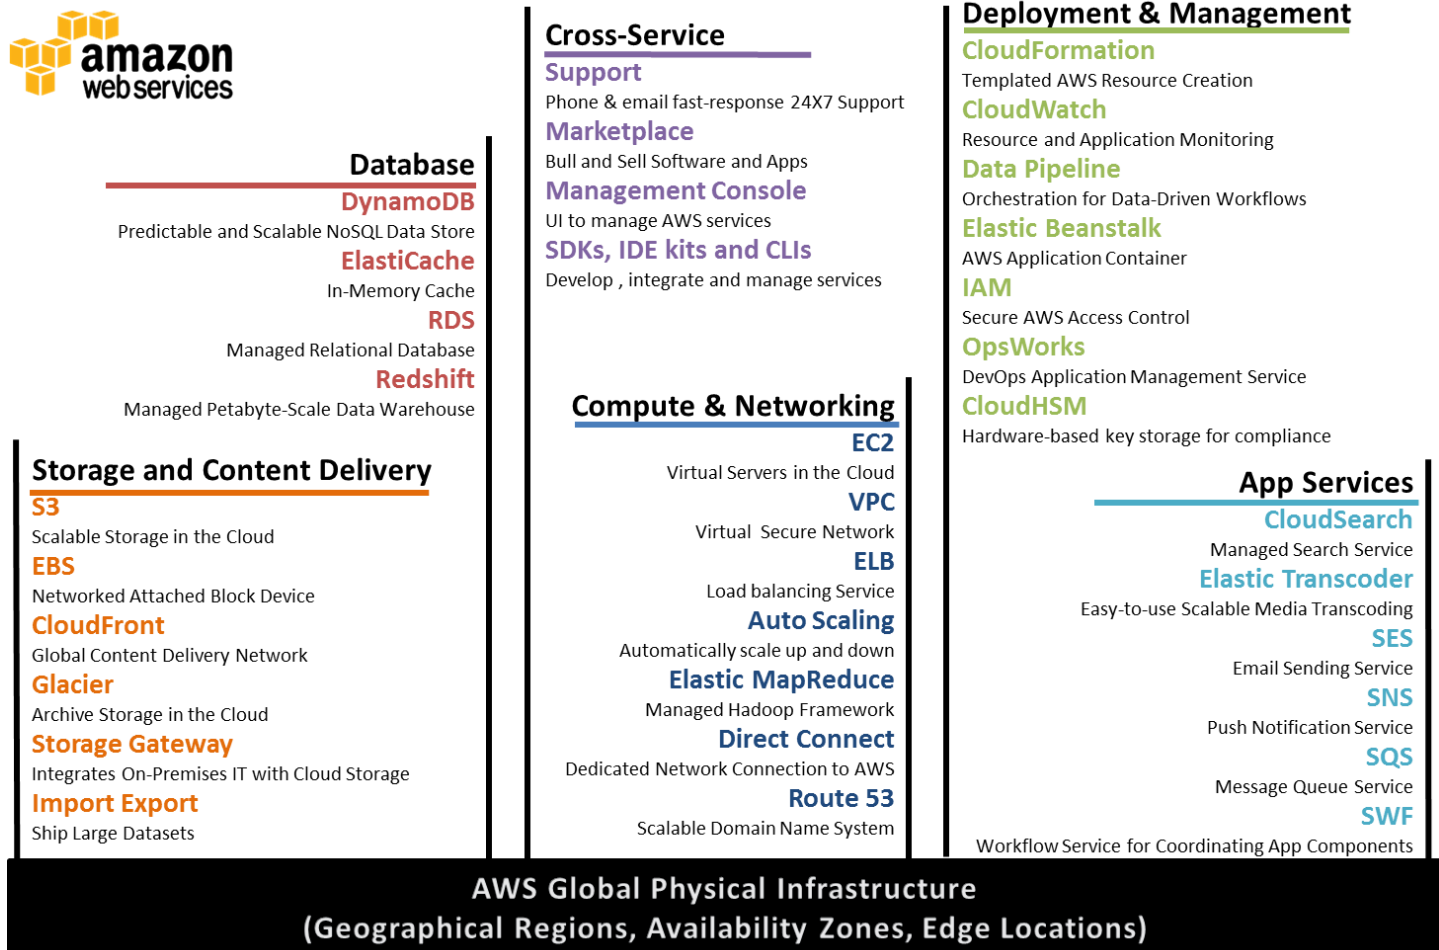 amazon
web services
Database
DynamoDB
Predictable and Scalable NoSQL Data Store
ElastiCache
In-Memory Cache
RDS
Managed Relational Database
Redshift
Managed Petabyte-Scale Data Warehouse
Storage and Content Delivery
S3
Scalable Storage in the Cloud
EBS
Networked Attached Block Device
CloudFront
Global Content Delivery Network
Glacier
Archive Storage in the Cloud
Storage Gateway
Integrates On-Premises IT with Cloud Storage
Import Export
Ship Large Datasets
Cross-Service
Support
Phone & email fast-response 24X7 Support
Marketplace
Bull and Sell Software and Apps
Management Console
UI to manage AWS services
SDKs, IDE kits and CLIs
Develop , integrate and manage services
Compute & Networking
EC2
Virtual Servers in the Cloud
VPC
Virtual Secure Network
ELB
Load balancing Service
Auto Scaling
Automatically scale up and down
Elastic MapReduce
Managed Hadoop Framework
Direct Connect
Dedicated Network Connection to AWS
Route 53
Scalable Domain Name System
Deployment & Management
CloudFormation
Templated AWS Resource Creation
CloudWatch
Resource and Application Monitoring
Data Pipeline
Orchestration for Data-Driven Workflows
Elastic Beanstalk
AWS Application Container
IAM
Secure AWS Access Control
OpsWorks
DevOps Application Management Service
CloudHSM
Hardware-based key storage for compliance
App Services
CloudSearch
Managed Search Service
Elastic Transcoder
Easy-to-use Scalable Media Transcoding
SES
Email Sending Service
SNS
Push Notification Service
SQS
Message Queue Service
SWF
Workflow Service for Coordinating App Components
AWS Global Physical Infrastructure
(Geographical Regions, Availability Zones, Edge Locations)